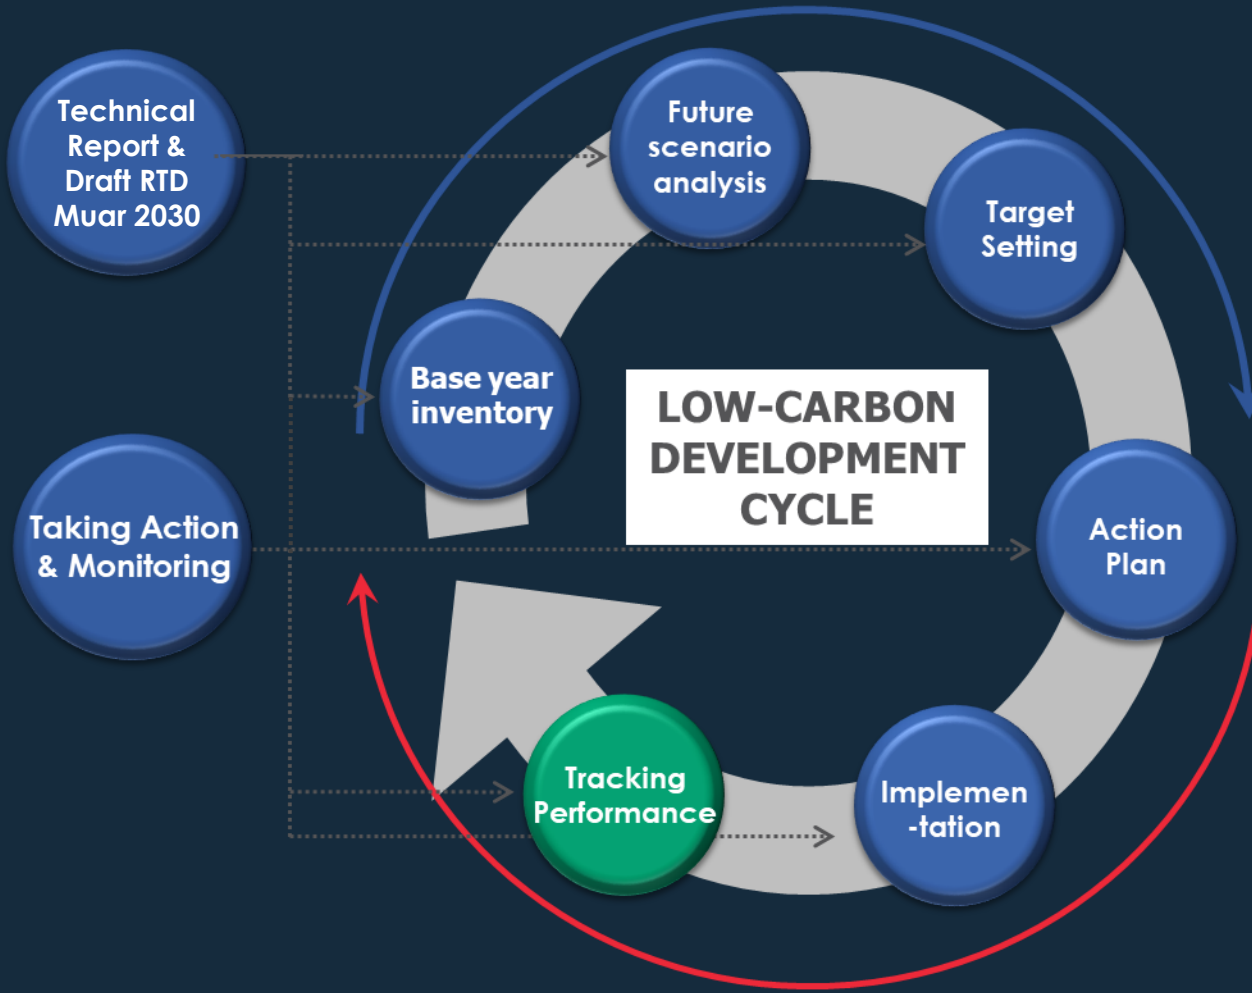 Technical
Report &
Draft RTD
Muar 2030
Future
scenario
analysis
Target
Setting
Base year
inventory
LOW-CARBON
DEVELOPMENT
CYCLE
Taking Action
& Monitoring
Action
Plan
Tracking
Performance
Implemen
-tation